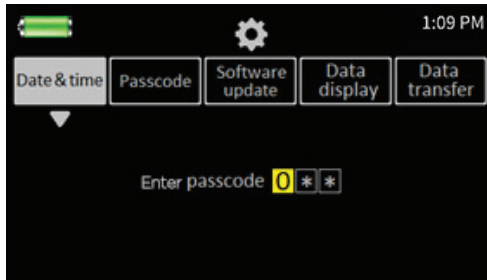 1:09 PM
Date & time
Passcode
Software
update
Data
display
Data
transfer
Enter passcode 0 * *